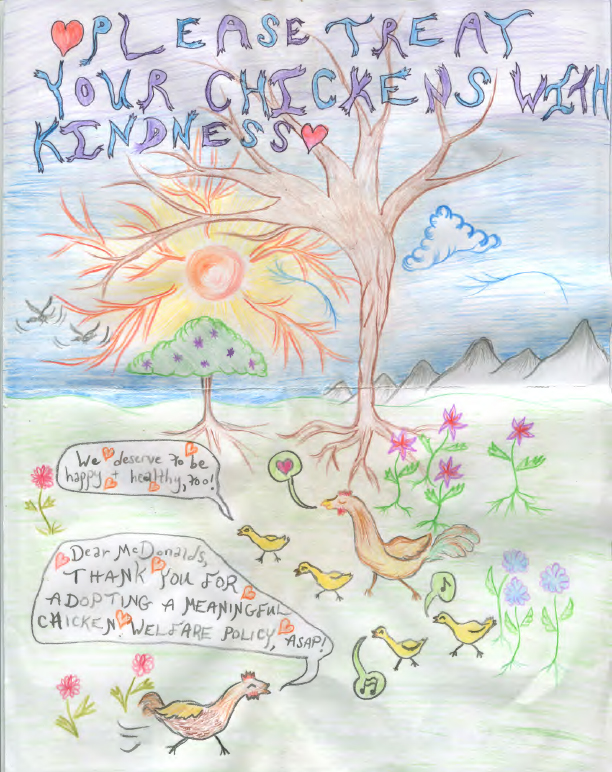 PLEASE TREAT
YOUR CHICKENS WITH
KINDNESS
We deserve to be
happy + healthy, too!
Dear McDonalds,
THANK YOU FOR
ADOPTING A MEANINGFUL
CHICKEN WELFARE POLICY, ASAP!